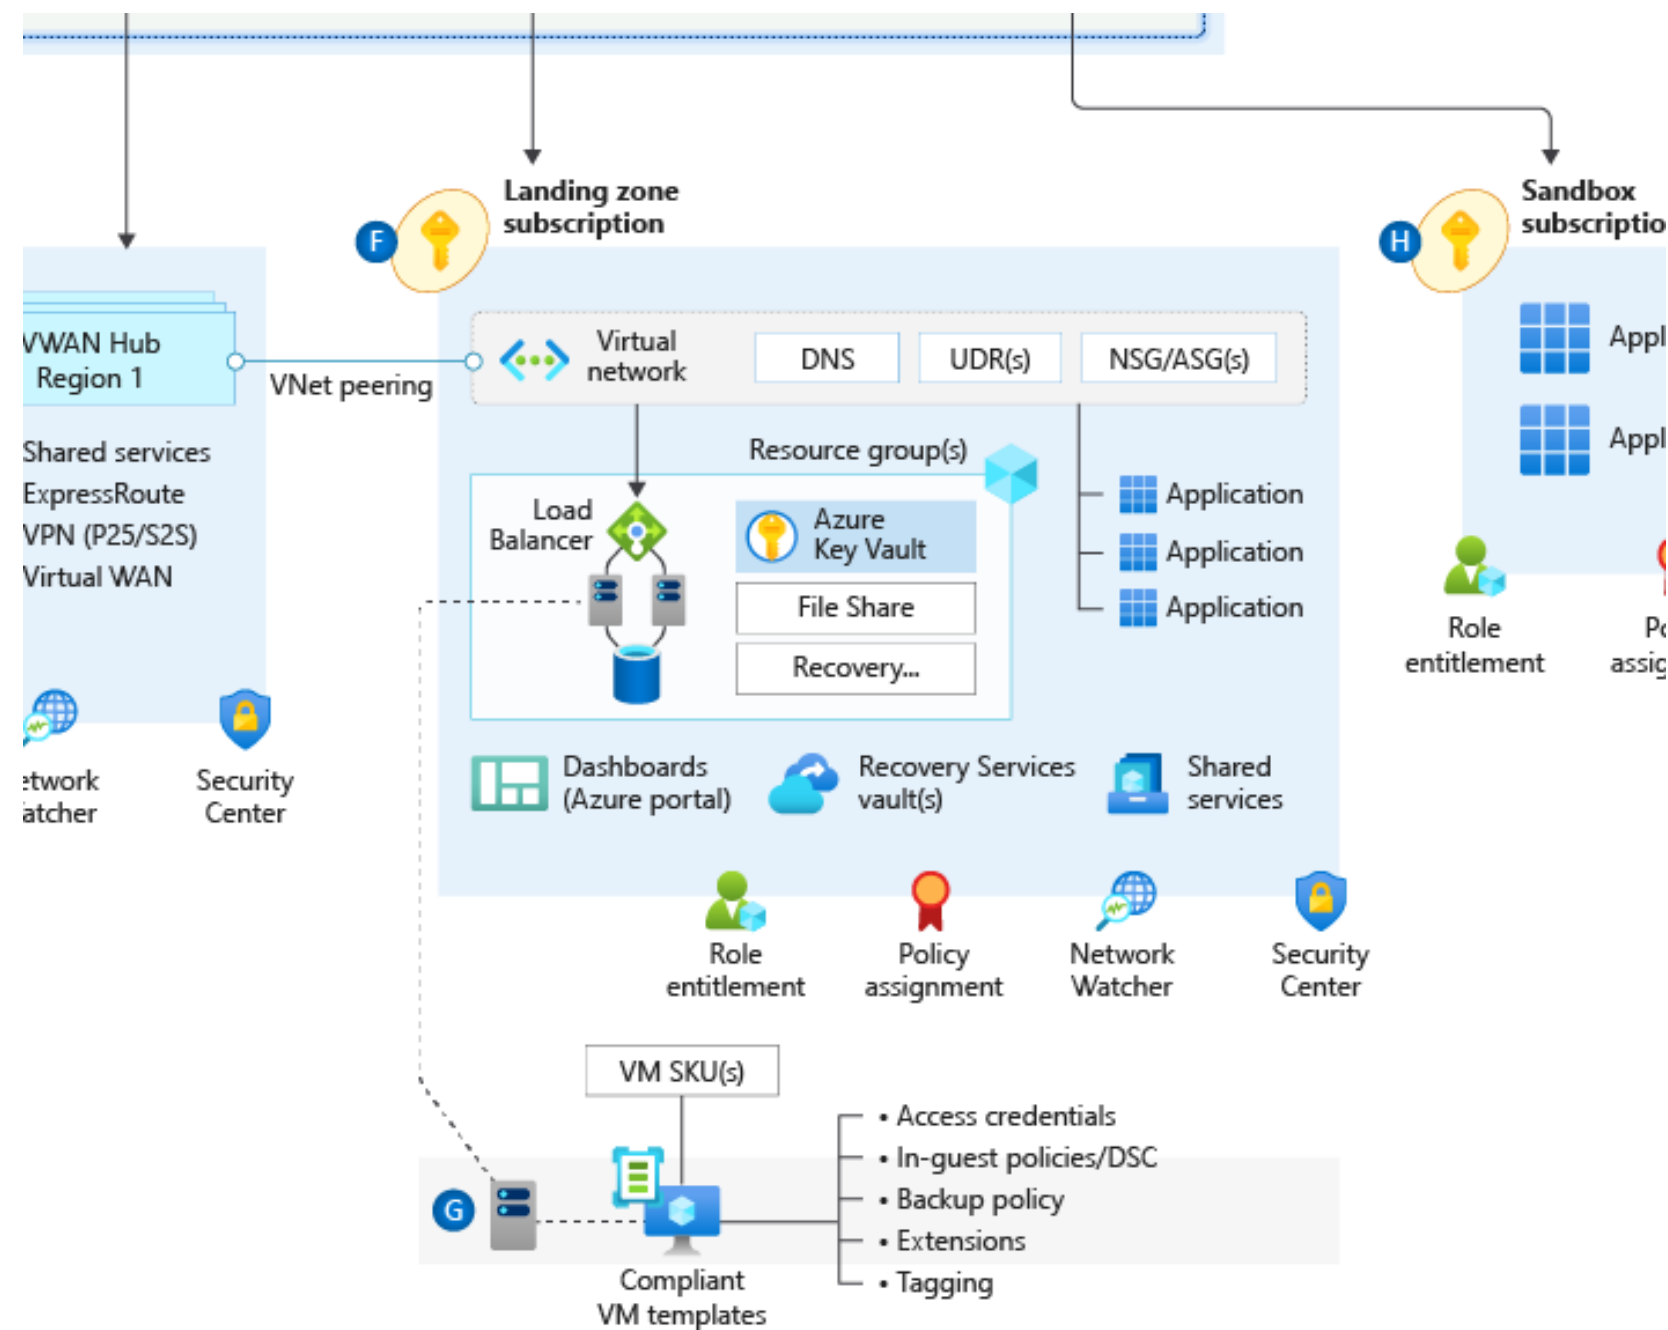 Landing zone
subscription
F
Sandbox
H
VWAN Hub
Region 1
VNet peering
Shared services
ExpressRoute
VPN (P25/S2S)
Virtual WAN
Security
Center
Virtual
network
DNS
UDR(s)
NSG/ASG(s)
Resource group(s)
Load
Balancer
Azure
Key Vault
File Share
Recovery...
Application
Application
Application
Dashboards
(Azure portal)
Recovery Services
vault(s)
Shared
services
Role
entitlement
Policy
assignment
Network
Watcher
Security
Center
Role
entitlement
VM SKU(s)
G
Compliant
VM templates
• Access credentials
• In-guest policies/DSC
• Backup policy
• Extensions
• Tagging